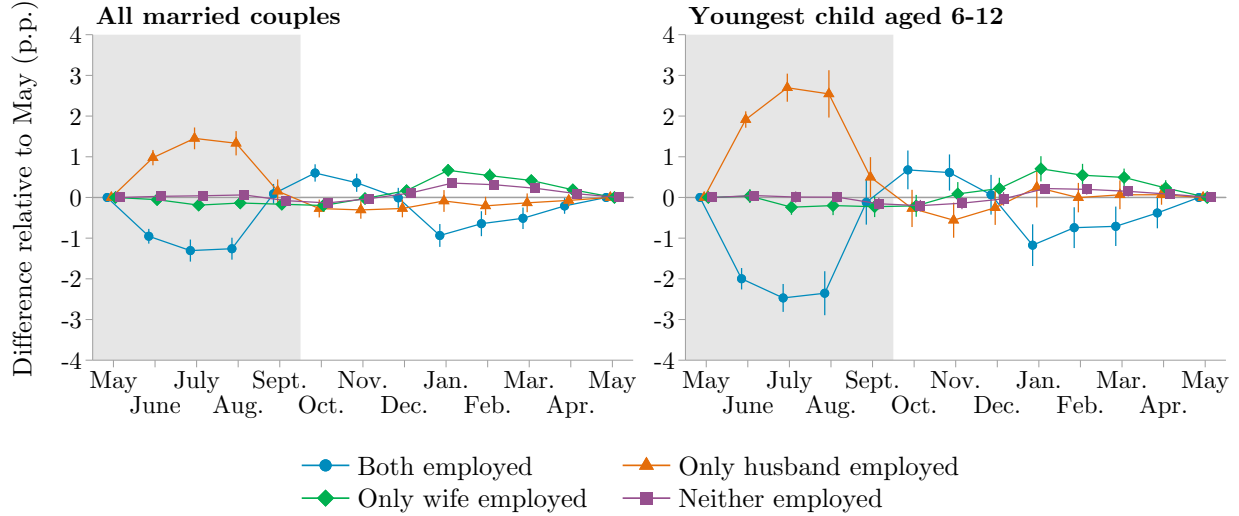 All married couples
Youngest child aged 6-12
Difference relative to May (p.p.)
4
3
2
1
0
-1
-2
-3
-4
May July Sept. Nov. Jan. Mar. May
June Aug. Oct. Dec. Feb. Apr.
4
3
2
1
0
-1
-2
-3
-4
May July Sept. Nov. Jan. Mar. May
June Aug. Oct. Dec. Feb. Apr.
Both employed
Only husband employed
Only wife employed
Neither employed